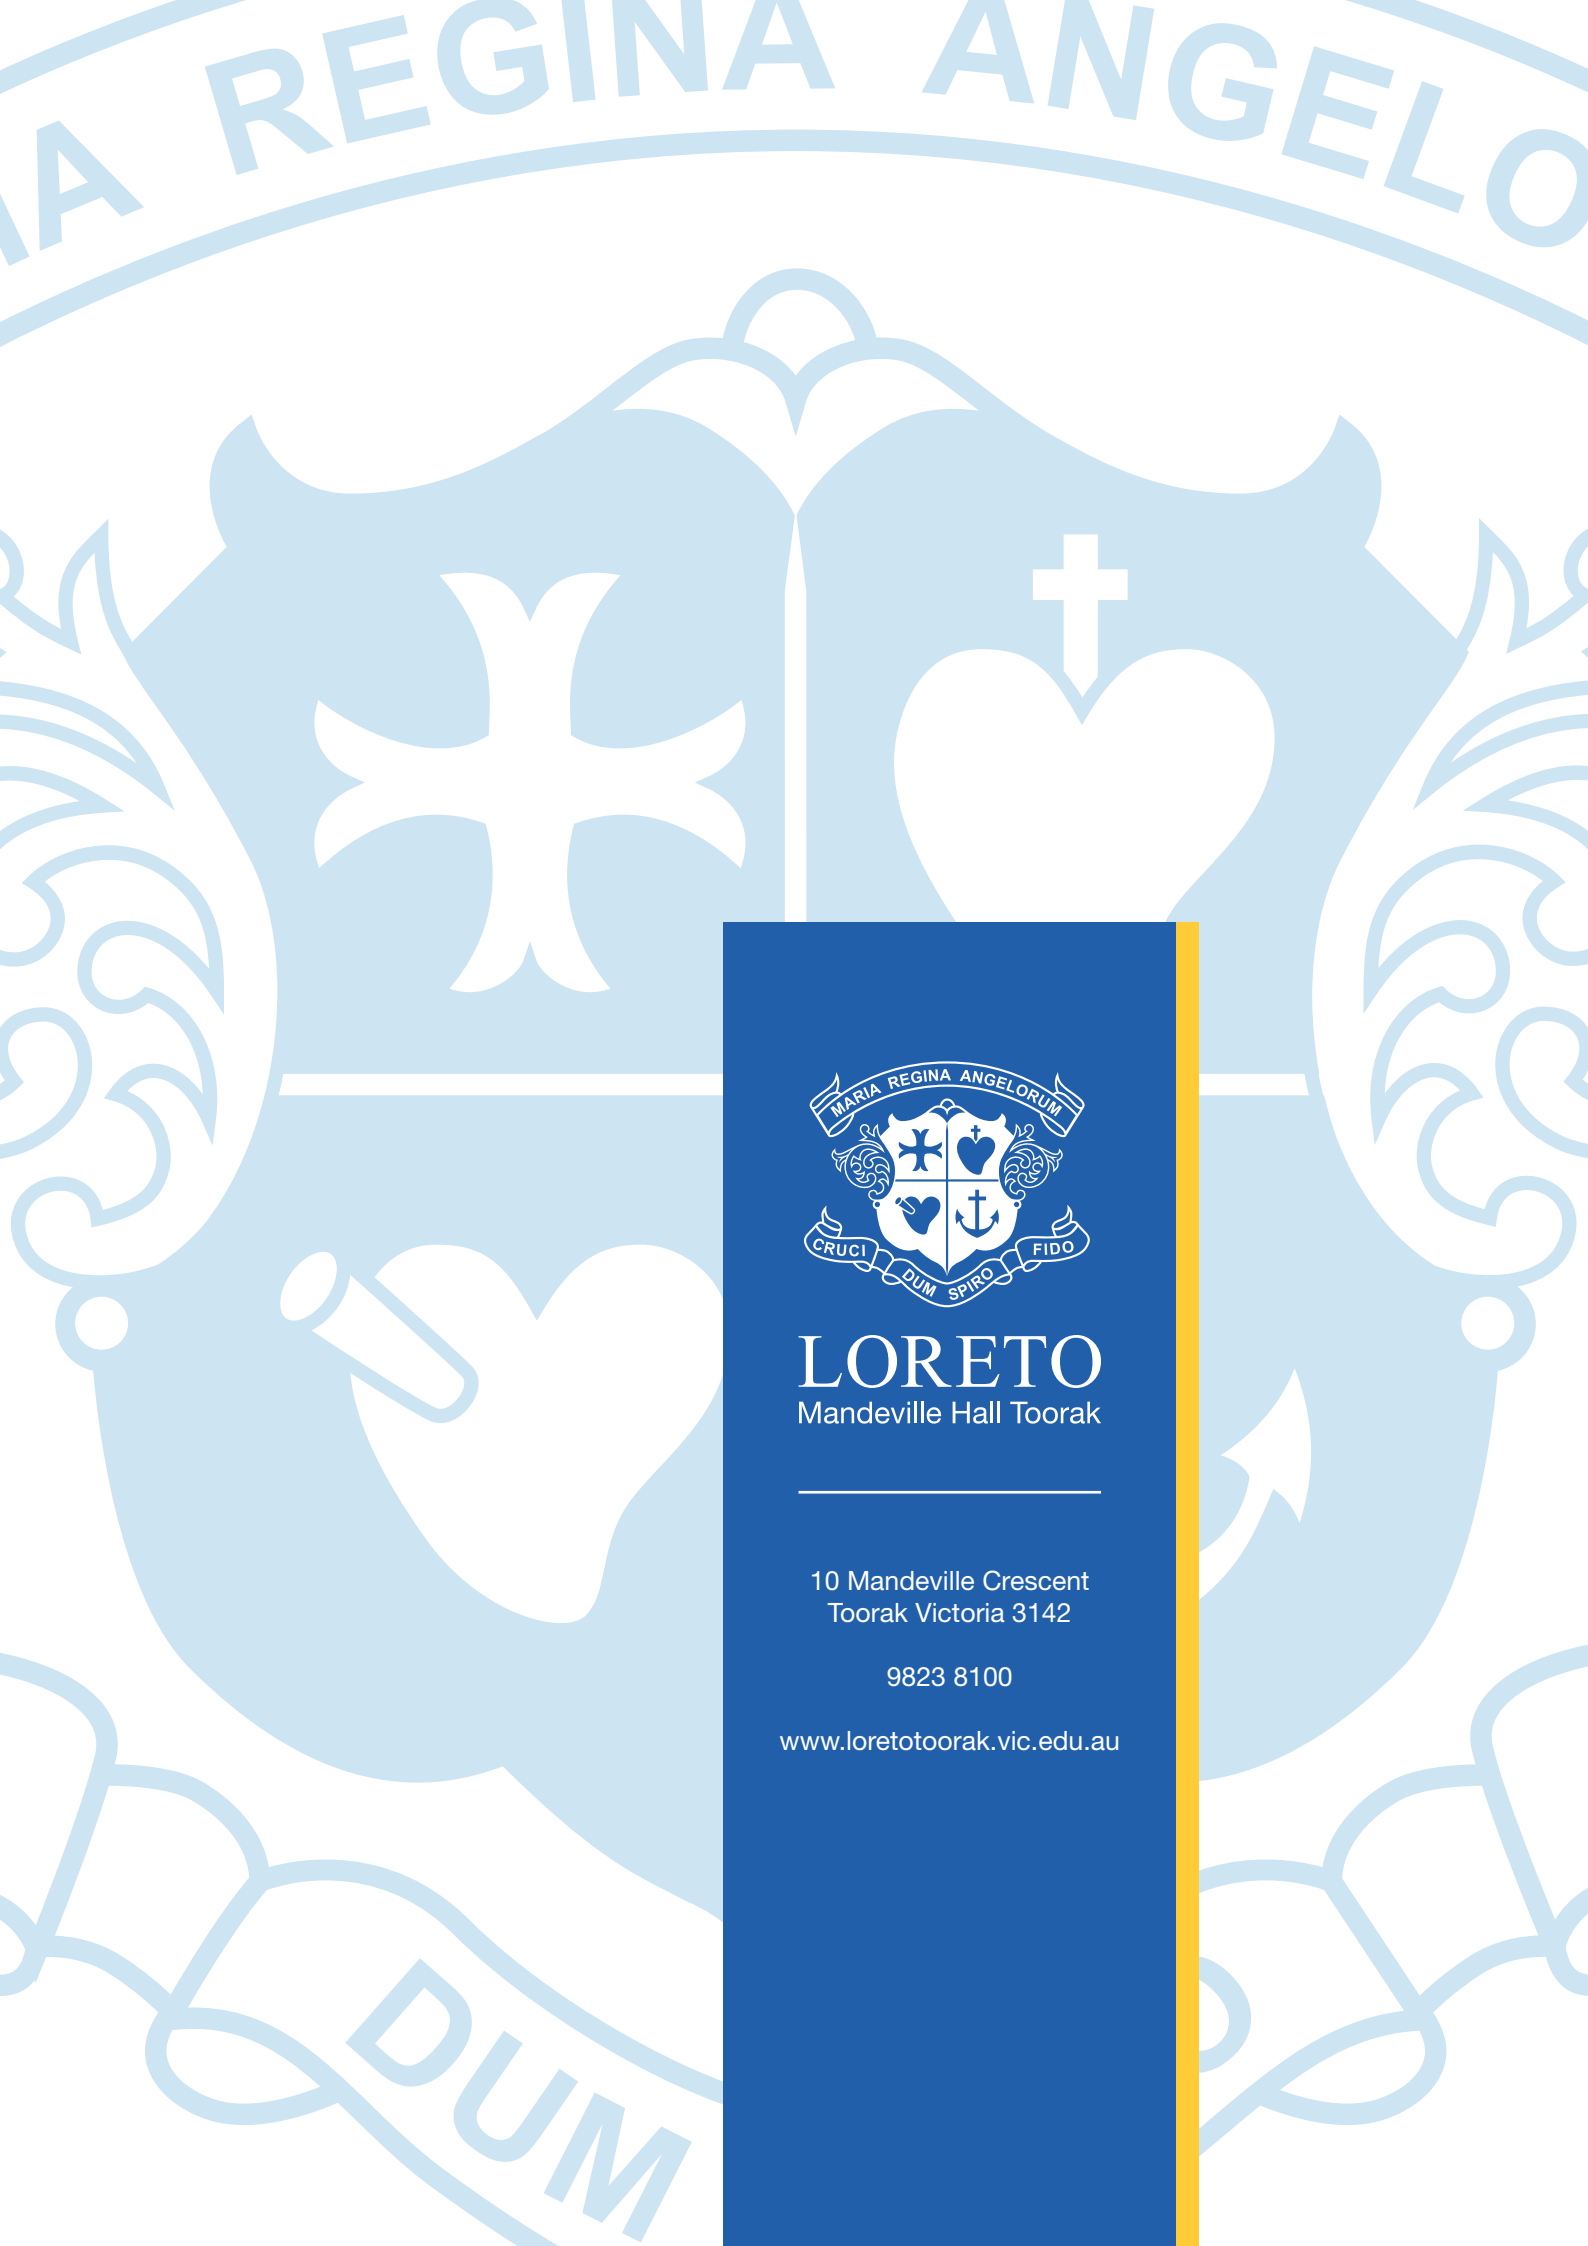 IA REGINA ANGELO
MARIA REGINA ANGELORUM
CRUCI
DUM SPIRO
FIDO
LORETO
Mandeville Hall Toorak
10 Mandeville Crescent
Toorak Victoria 3142
9823 8100
www.loretotoorak.vic.edu.au
DUM